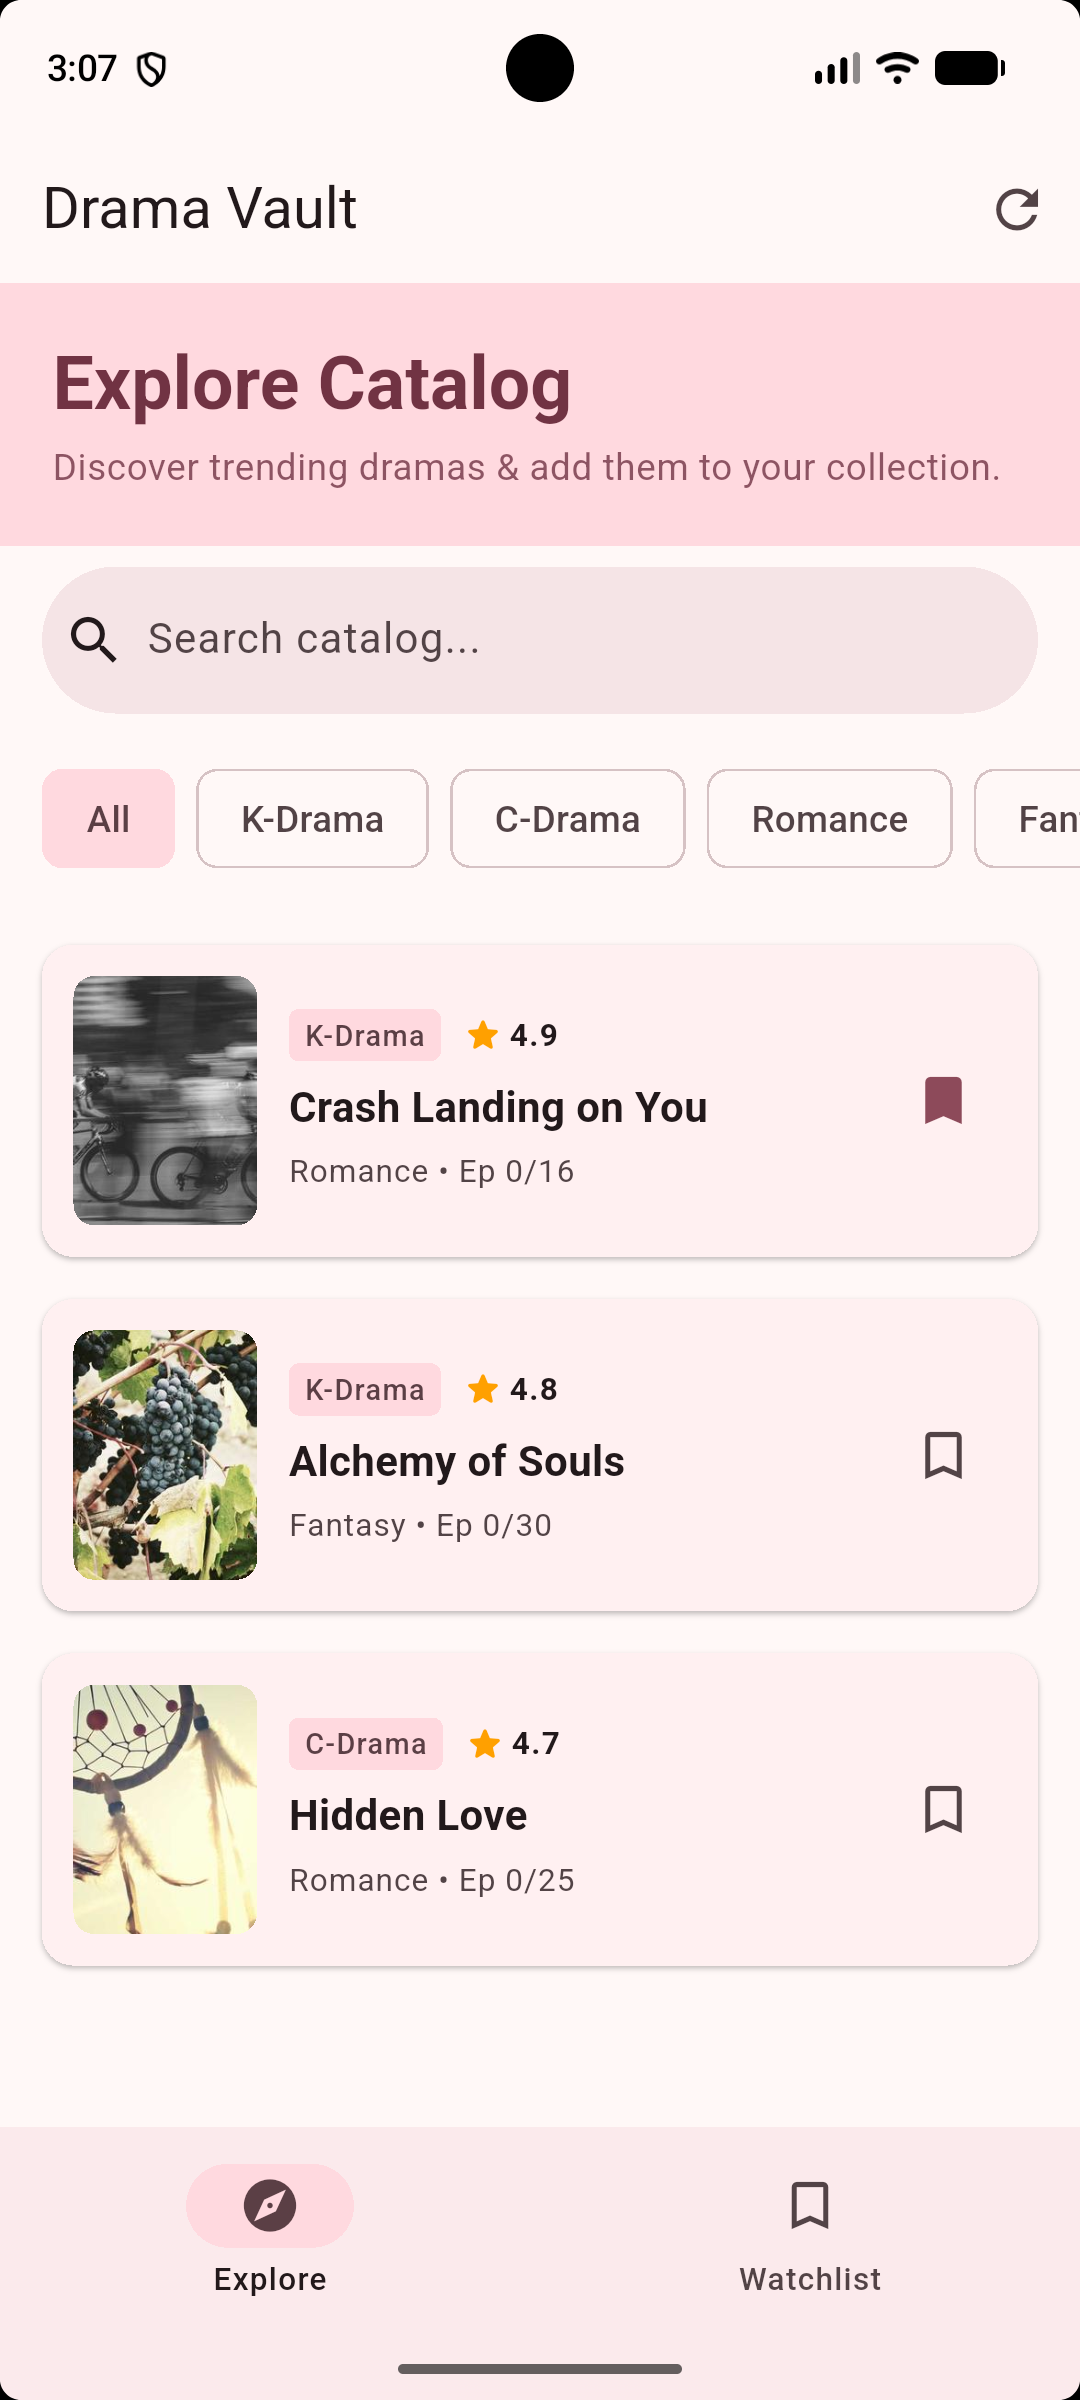 3:07
Drama Vault
Explore Catalog
Discover trending dramas & add them to your collection.
Search catalog...
All
K-Drama
C-Drama
Romance
Fan
K-Drama
4.9
Crash Landing on You
Romance • Ep 0/16
K-Drama
4.8
Alchemy of Souls
Fantasy • Ep 0/30
C-Drama
4.7
Hidden Love
Romance • Ep 0/25
Explore
Watchlist